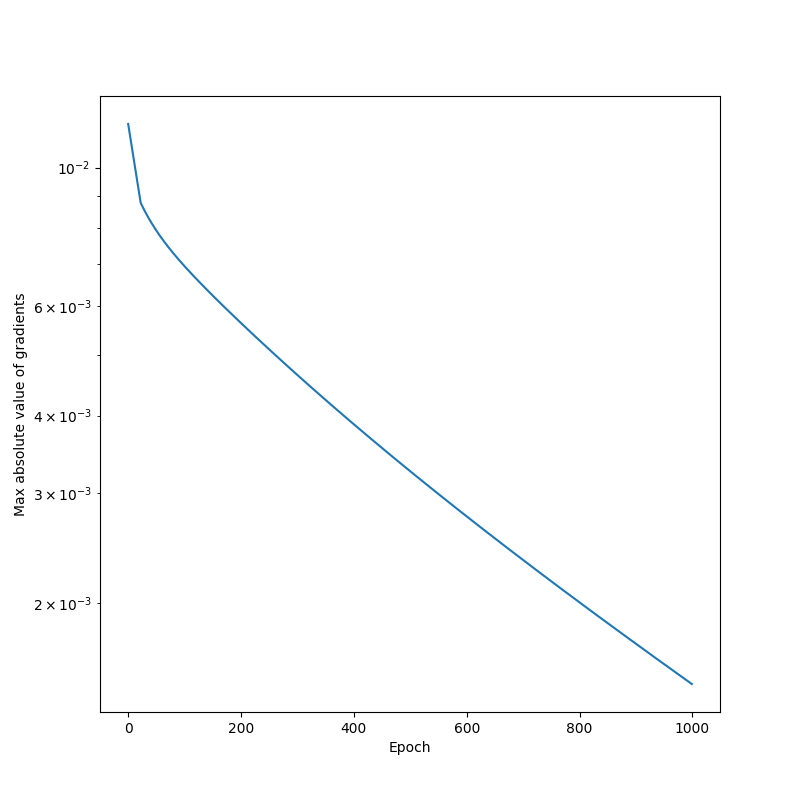 Max absolute value of gradients
10⁻²
6 × 10⁻³
4 × 10⁻³
3 × 10⁻³
2 × 10⁻³
0 200 400 600 800 1000
Epoch